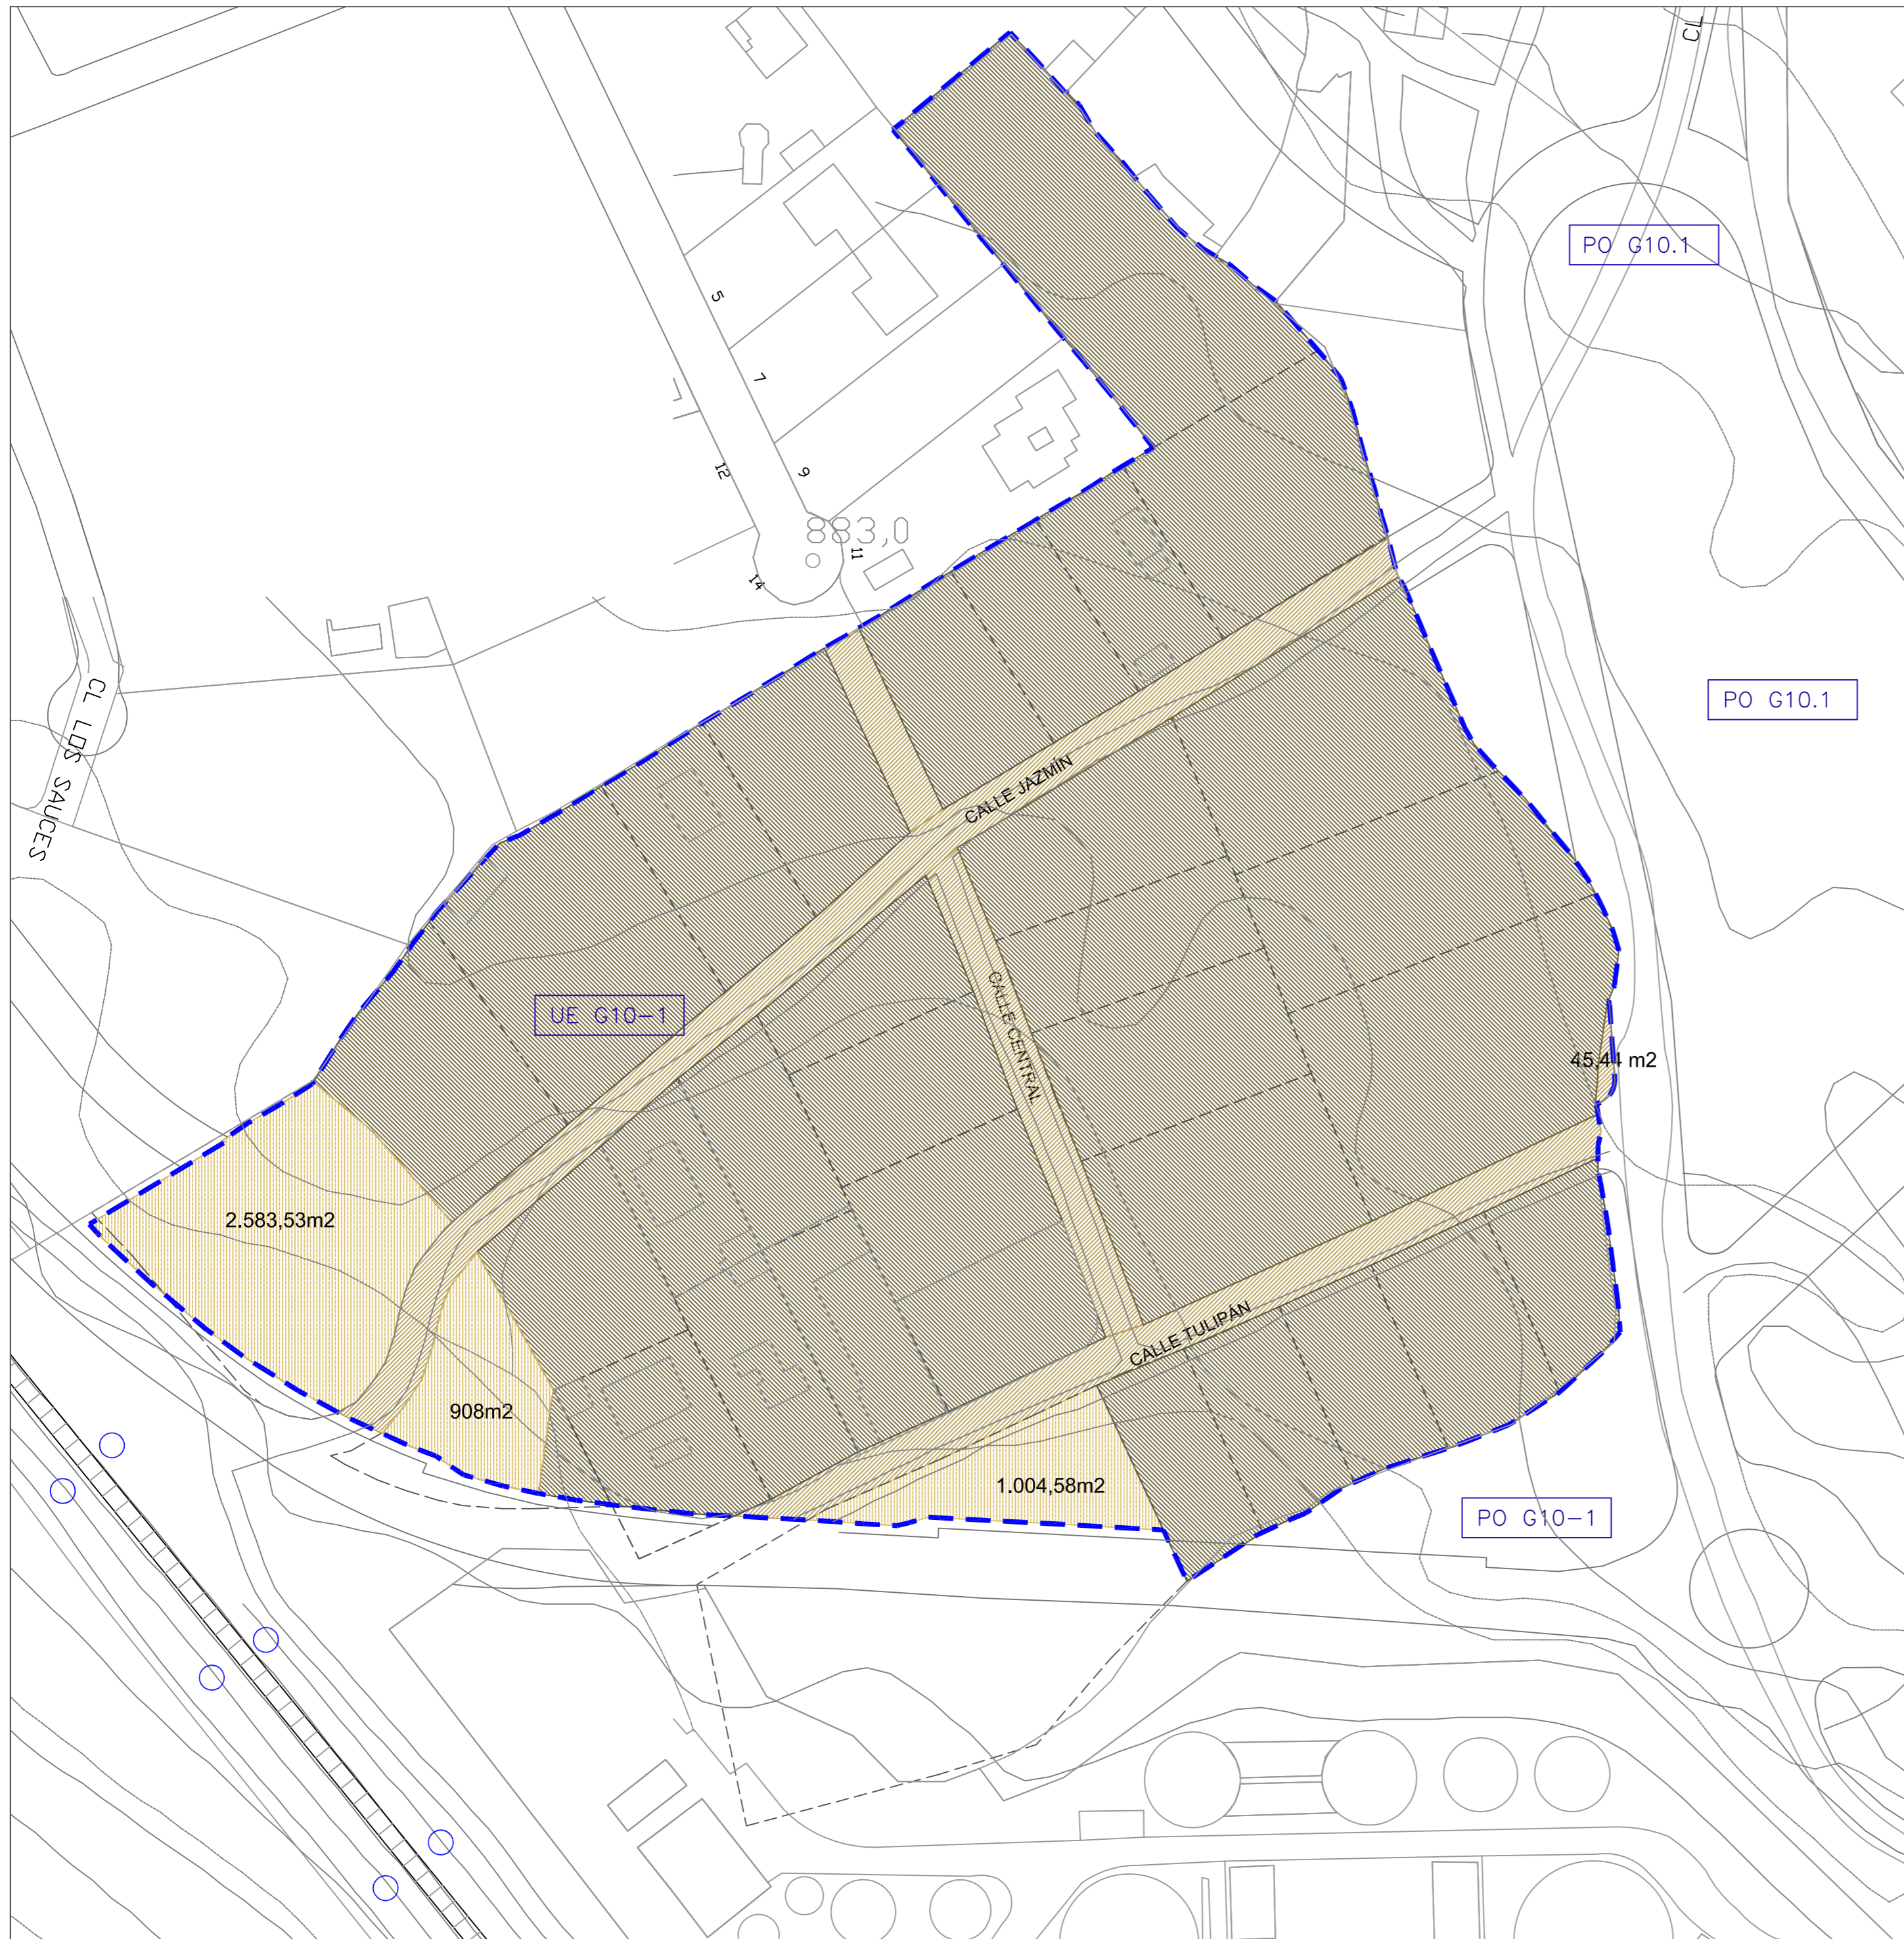 CL
PO G10.1
5
7
12
9
883,0
11
14
PO G10.1
CL LOS SAUCES
CALLE JAZMÍN
UE G10-1
CALLE CENTRAL
45,44 m2
2.583,53m2
CALLE TULIPÁN
908m2
1.004,58m2
PO G10-1